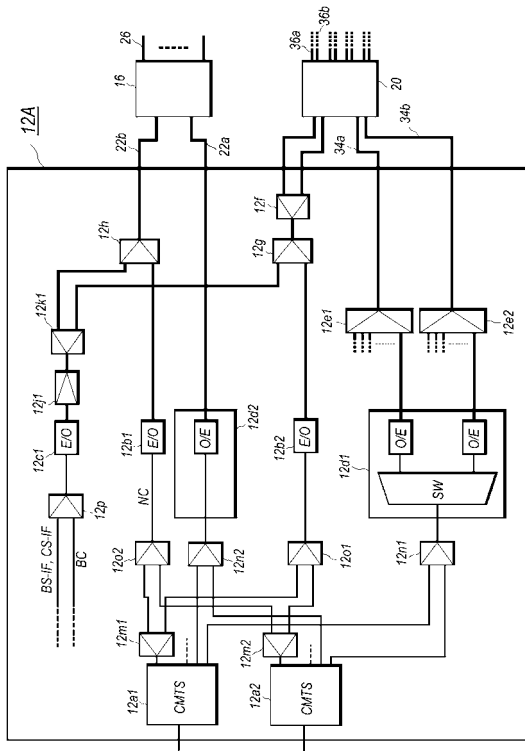 12A
BS-IF, CS-IF
BC
12p
12c1
E/O
12j1
12k1
12h
22b
16
26
22a
12a1
CMTS
12m1
12o2
NC
12b1
E/O
12n2
O/E
12d2
12g
12f
20
36a
36b
34a
34b
12a2
CMTS
12m2
12o1
12b2
E/O
12n1
SW
12d1
O/E
O/E
12e1
12e2